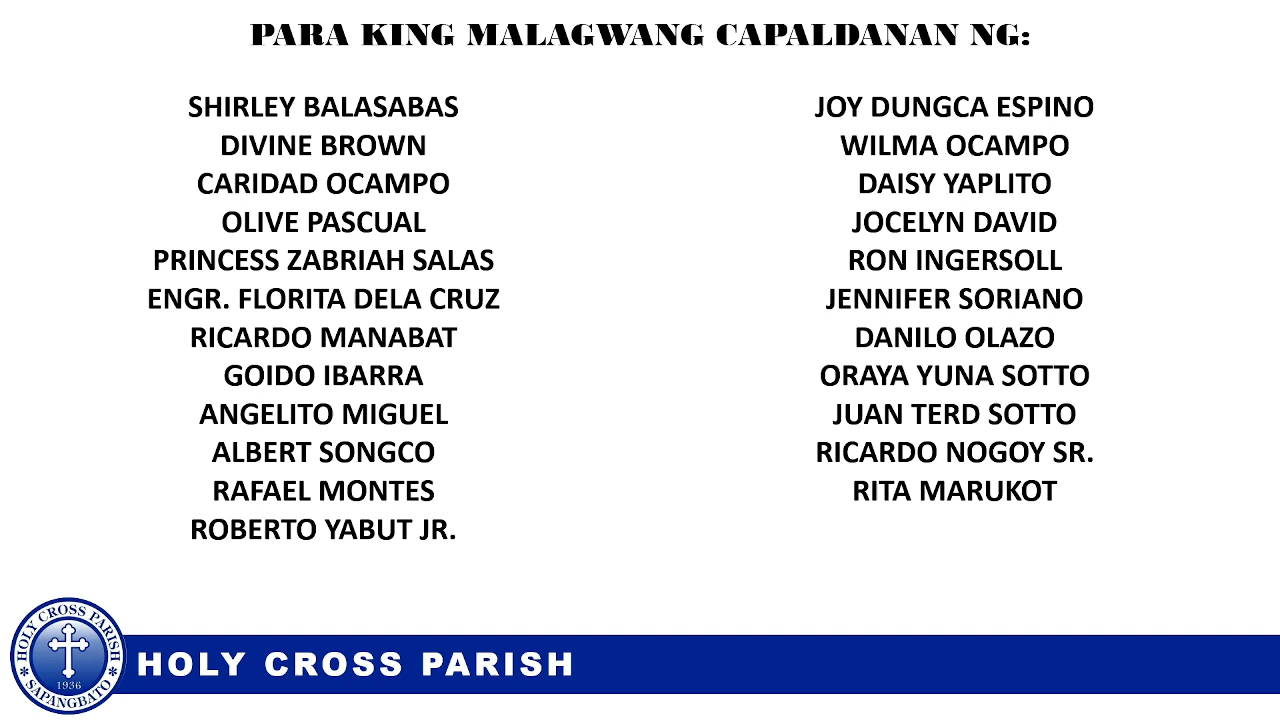 PARA KING MALAGWANG CAPALDANAN NG:
SHIRLEY BALASABAS
DIVINE BROWN
CARIDAD OCAMPO
OLIVE PASCUAL
PRINCESS ZABRIAH SALAS
ENGR. FLORITA DELA CRUZ
RICARDO MANABAT
GOIDO IBARRA
ANGELITO MIGUEL
ALBERT SONGCO
RAFAEL MONTES
ROBERTO YABUT JR.
JOY DUNGCA ESPINO
WILMA OCAMPO
DAISY YAPLITO
JOCELYN DAVID
RON INGERSOLL
JENNIFER SORIANO
DANILO OLAZO
ORAYA YUNA SOTTO
JUAN TERD SOTTO
RICARDO NOGOY SR.
RITA MARUKOT
HOLY CROSS PARISH
1936
SAPANGBATO
HOLY CROSS PARISH